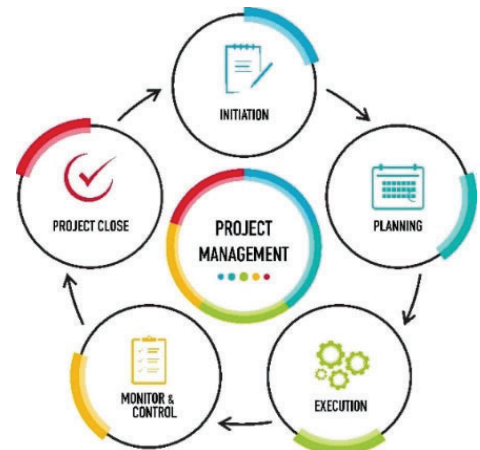 INITIATION
PLANNING
EXECUTION
MONITOR &
CONTROL
PROJECT CLOSE
PROJECT
MANAGEMENT